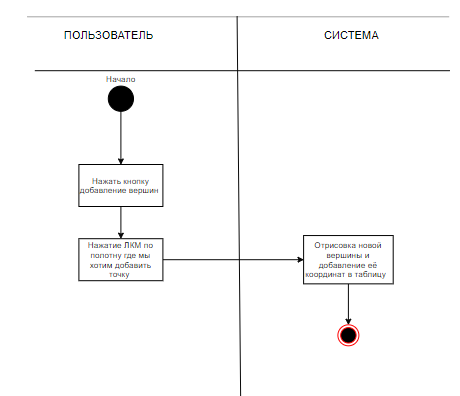 ПОЛЬЗОВАТЕЛЬ
СИСТЕМА
Начало
Нажать кнопку
добавление вершин
Нажатие ЛКМ по
полотну где мы
хотим добавить
точку
Отрисовка новой
вершины и
добавление её
координат в таблицу